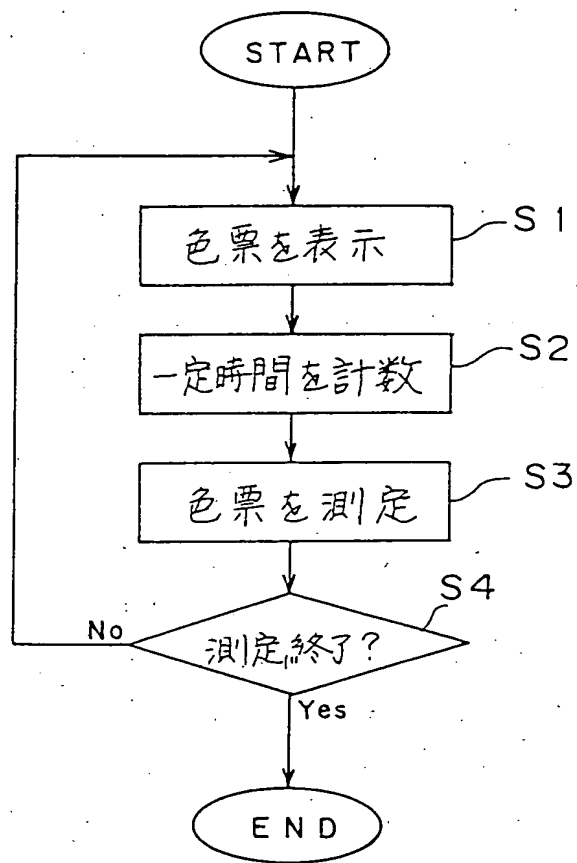 START
色票を表示
S1
一定時間を計数
S2
色票を測定
S3
測定終了?
S4
No
Yes
END